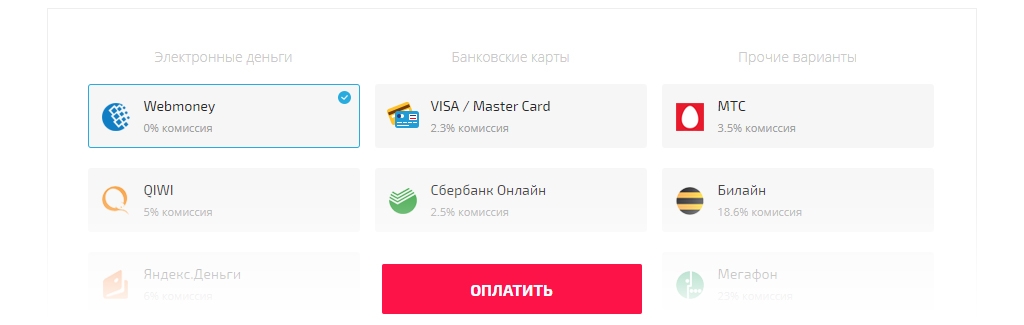 Электронные деньги
Банковские карты
Прочие варианты
Webmoney
0% комиссия
VISA / Master Card
2.3% комиссия
МТС
3.5% комиссия
QIWI
5% комиссия
Сбербанк Онлайн
2.5% комиссия
Билайн
18.6% комиссия
Яндекс.Деньги
6% комиссия
Мегафон
23% комиссия
ОПЛАТИТЬ